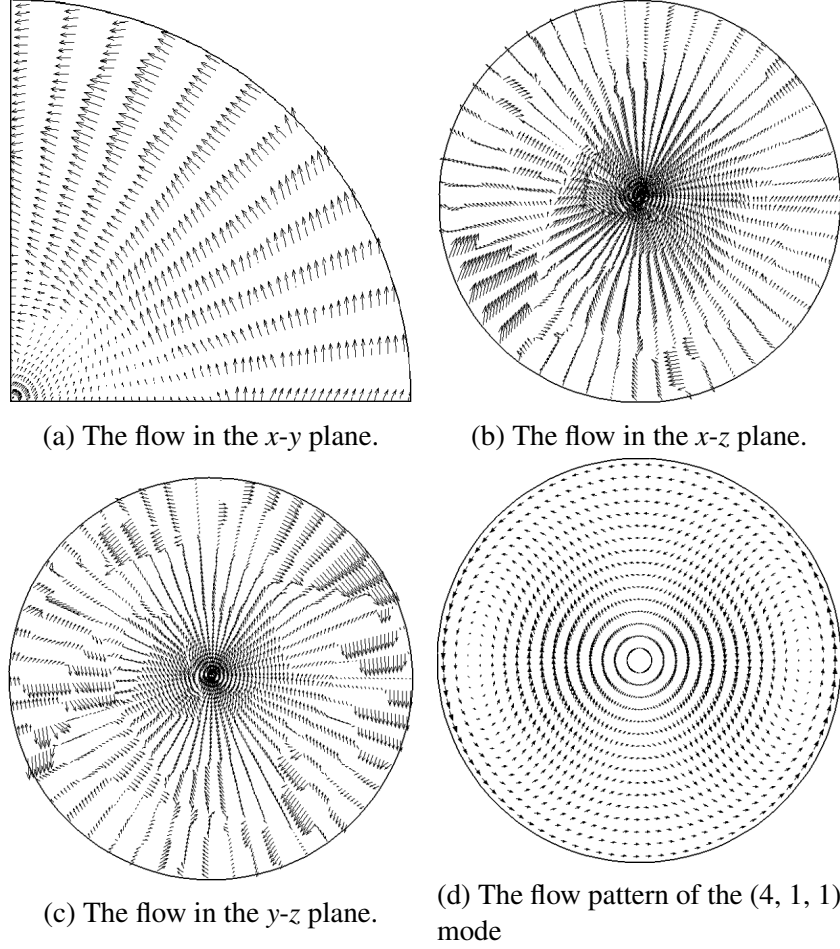 (a) The flow in the x-y plane.
(b) The flow in the x-z plane.
(c) The flow in the y-z plane.
(d) The flow pattern of the (4, 1, 1)
mode